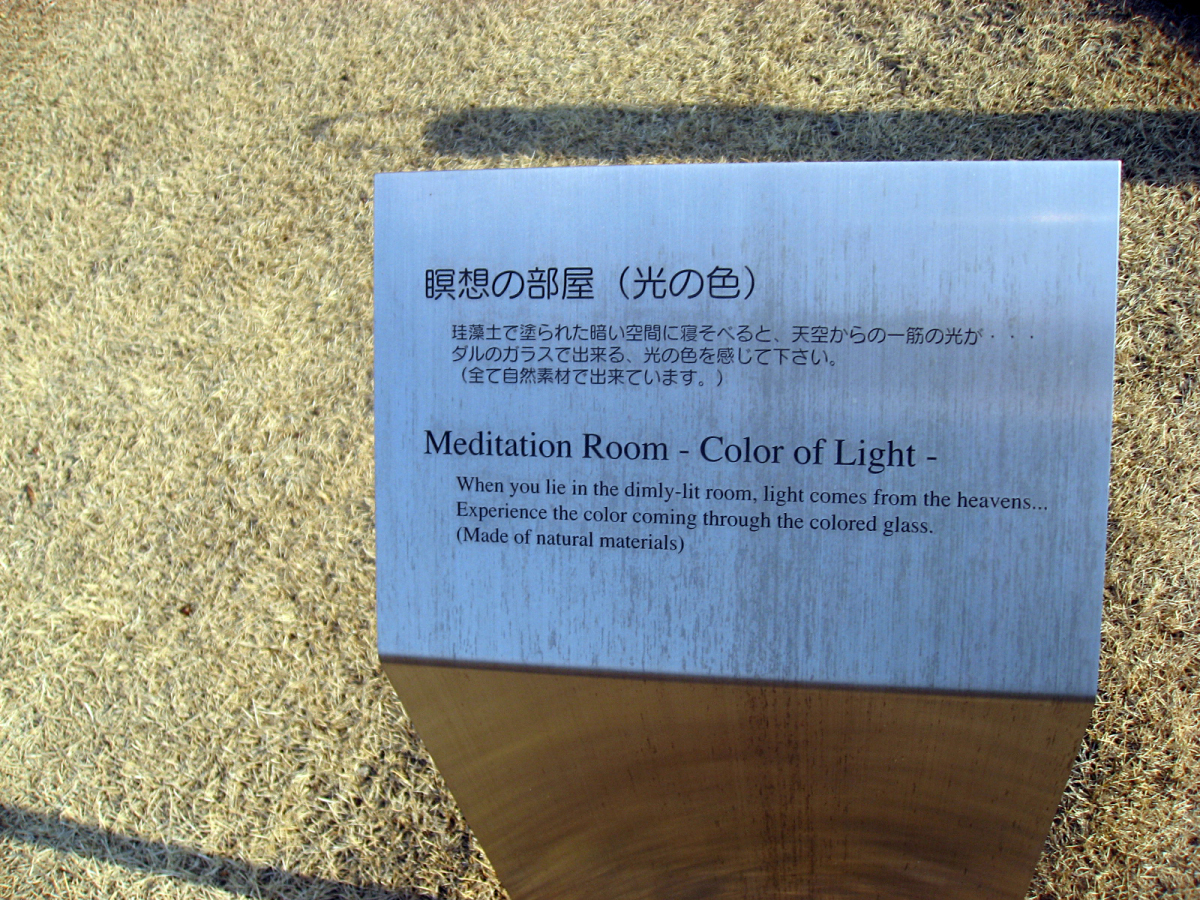 瞑想の部屋（光の色）
珪藻土で塗られた暗い空間に寝そべると、天空からの一筋の光が・・・
ダルのガラスで出来る、光の色を感じて下さい。
（全て自然素材で出来ています。）
Meditation Room - Color of Light -
When you lie in the dimly-lit room, light comes from the heavens...
Experience the color coming through the colored glass.
(Made of natural materials)